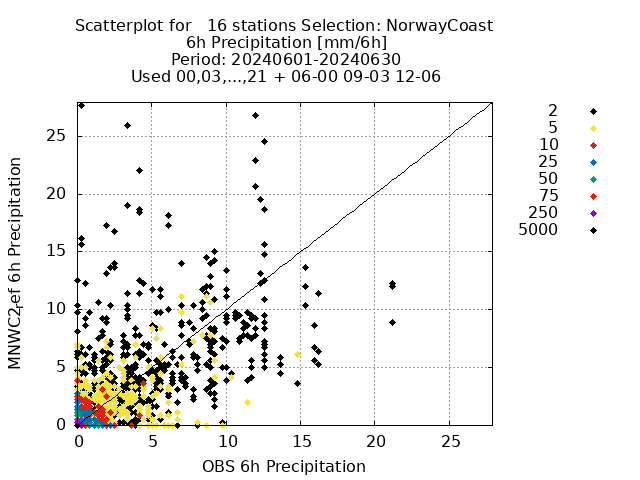 Scatterplot for 16 stations Selection: NorwayCoast
6h Precipitation [mm/6h]
Period: 20240601-20240630
Used 00,03,...,21 + 06-00 09-03 12-06
2
5
10
25
50
75
250
5000
MNWC2ref 6h Precipitation
25
20
15
10
5
0
0 5 10 15 20 25
OBS 6h Precipitation